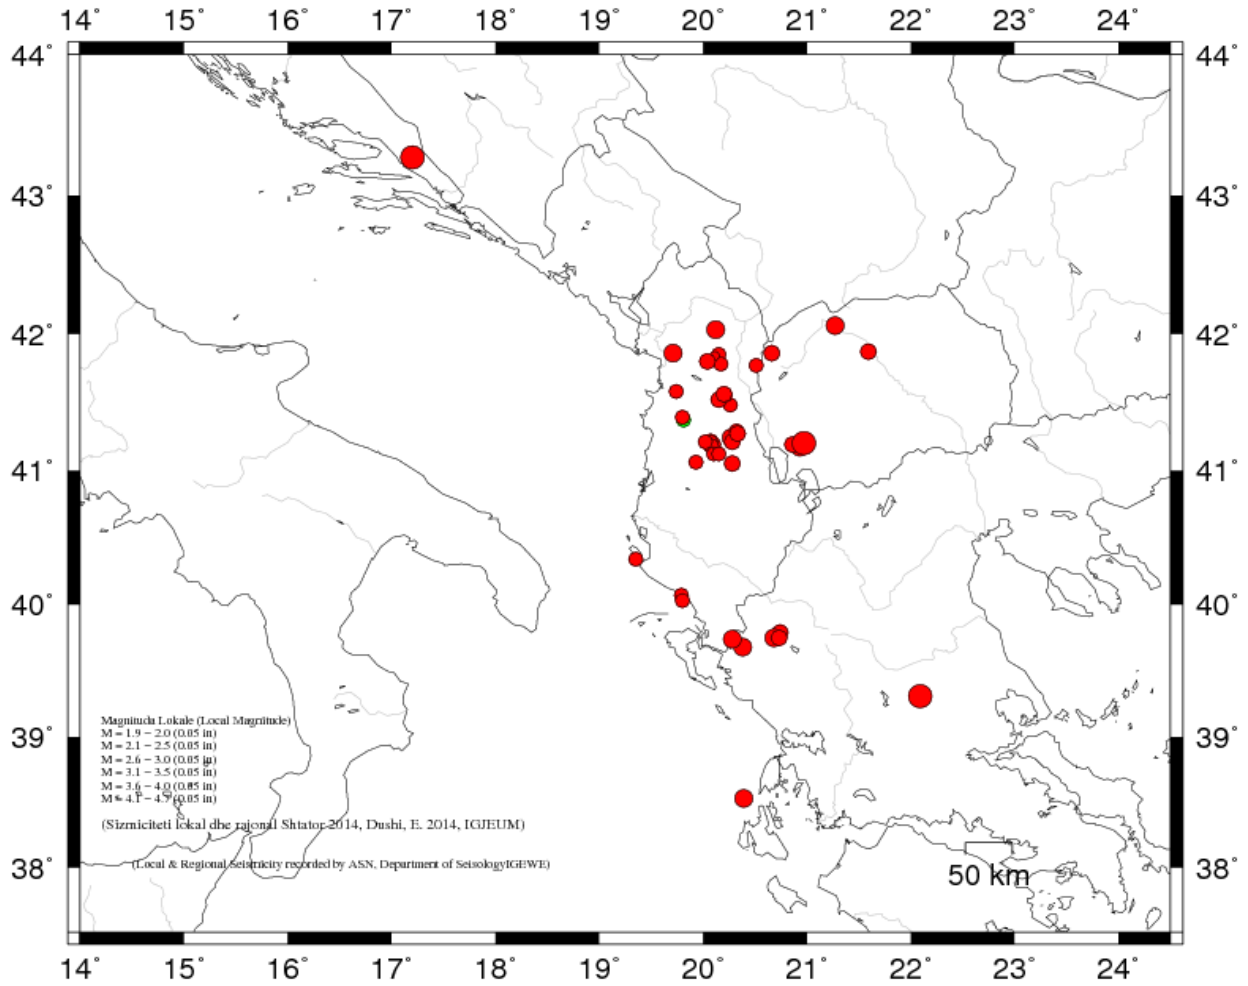 14° 15° 16° 17° 18° 19° 20° 21° 22° 23° 24°
44° 44°
43° 43°
42° 42°
41° 41°
40° 40°
39° 39°
Magnituda Lokale (Local Magnitude)
M = 1.9 - 2.0 (0.05 in)
M = 2.1 - 2.5 (0.05 in)
M = 2.6 - 3.0 (0.05 in)
M = 3.1 - 3.5 (0.05 in)
M = 3.6 - 4.0 (0.05 in)
M = 4.1 - 4.7 (0.05 in)
(Sizmiciteti lokal dhe rajonal Shtator 2014, Dushi, E. 2014, IGJEUM)
(Local & Regional Seismicity recorded by ASN, Department of SeisologyIGEWE)
38° 38°
50 km
14° 15° 16° 17° 18° 19° 20° 21° 22° 23° 24°